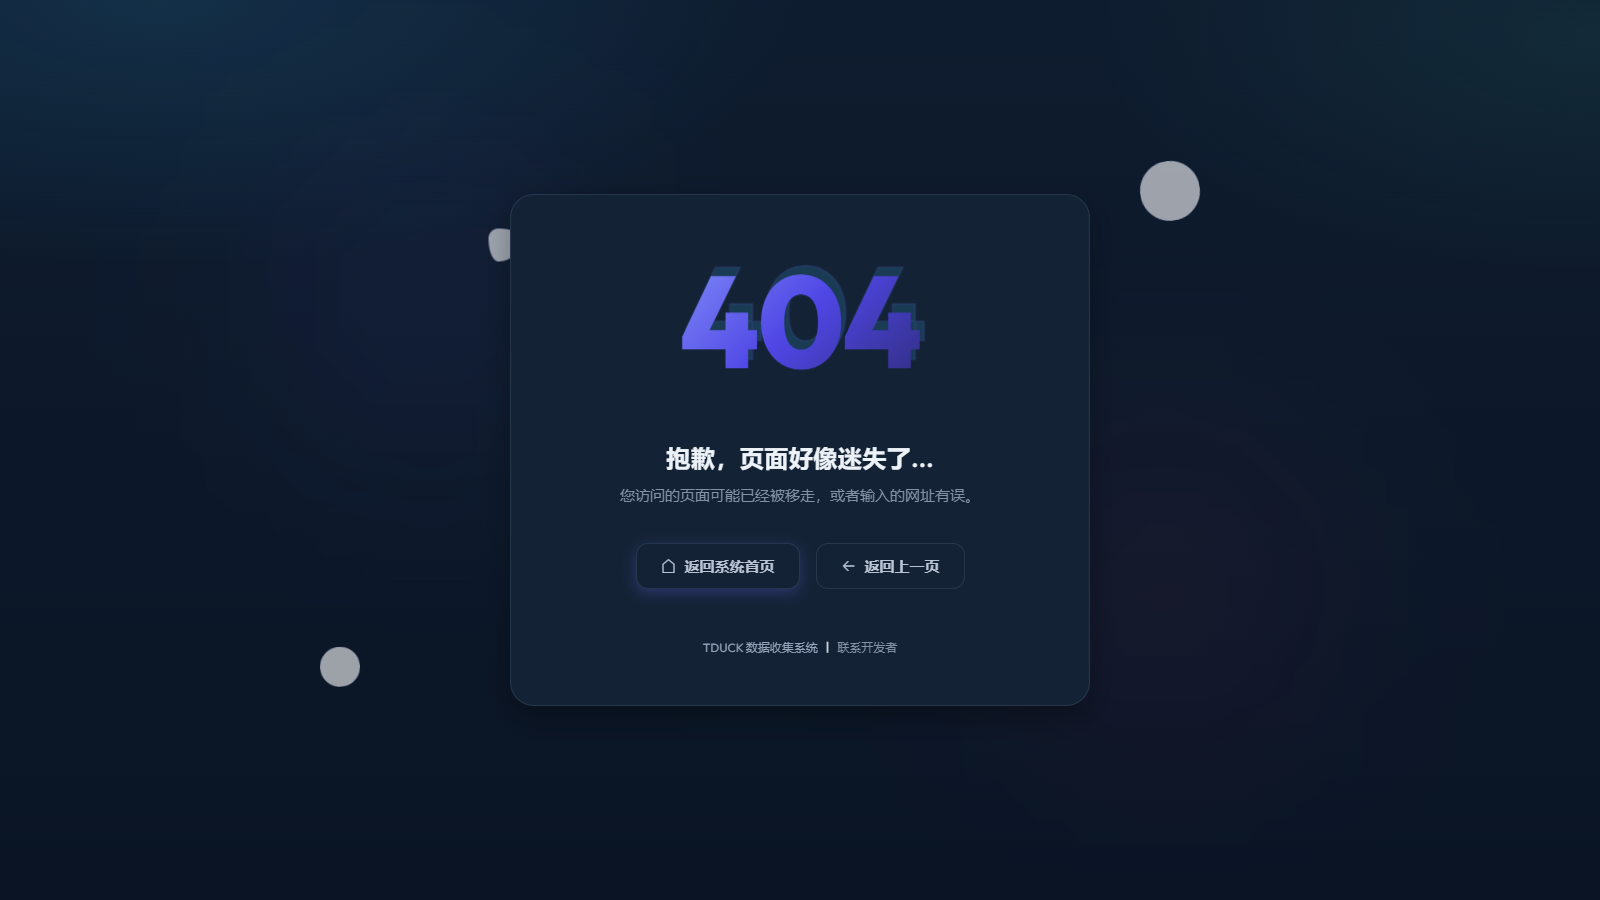 404
抱歉，页面好像迷失了...
您访问的页面可能已经被移走，或者输入的网址有误。
返回系统首页
返回上一页
TDUCK 数据收集系统 | 联系开发者